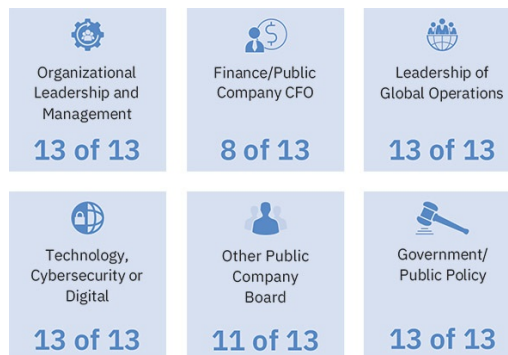 Organizational
Leadership and
Management
13 of 13
Finance/Public
Company CFO
8 of 13
Leadership of
Global Operations
13 of 13
Technology,
Cybersecurity or
Digital
13 of 13
Other Public
Company
Board
11 of 13
Government/
Public Policy
13 of 13